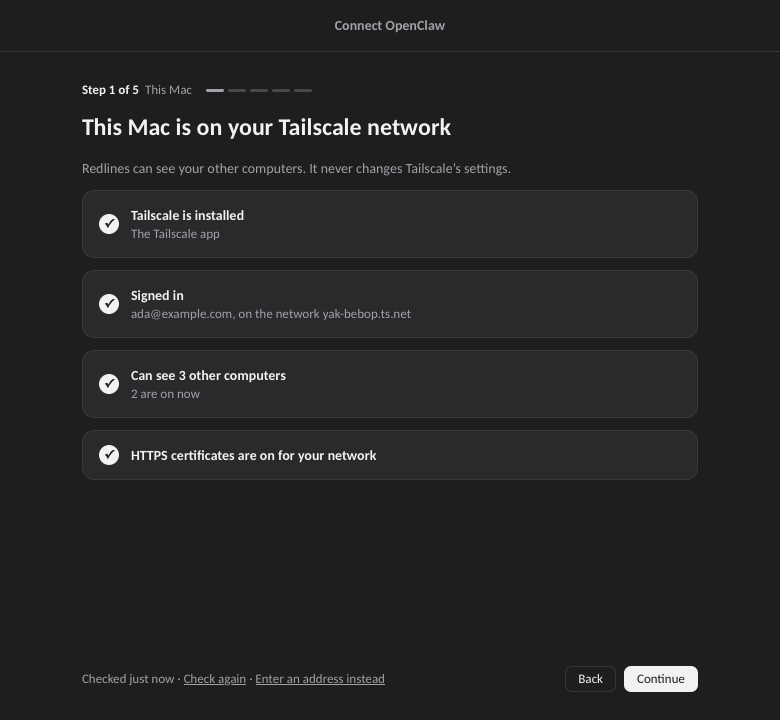 Connect OpenClaw
Step 1 of 5 This Mac
This Mac is on your Tailscale network
Redlines can see your other computers. It never changes Tailscale's settings.
Tailscale is installed
The Tailscale app
Signed in
ada@example.com, on the network yak-bebop.ts.net
Can see 3 other computers
2 are on now
HTTPS certificates are on for your network
Checked just now · Check again · Enter an address instead
Back
Continue